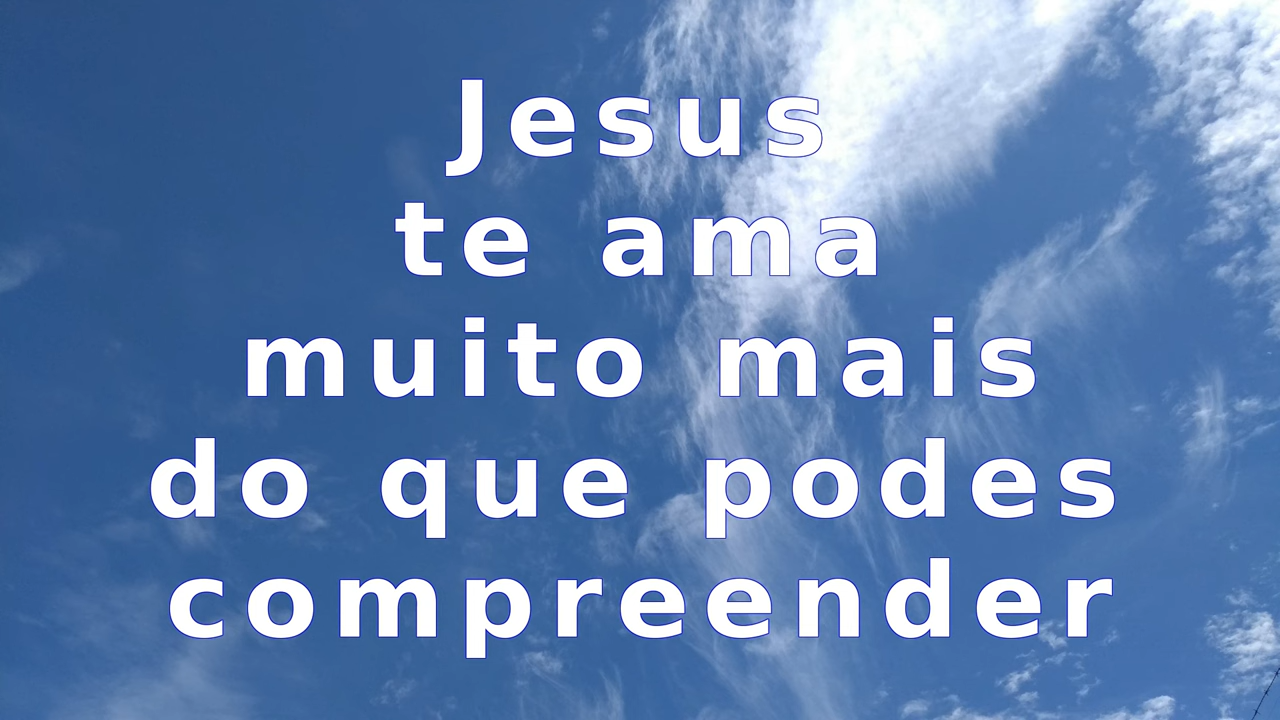 Jesus
te ama
muito mais
do que podes
compreender